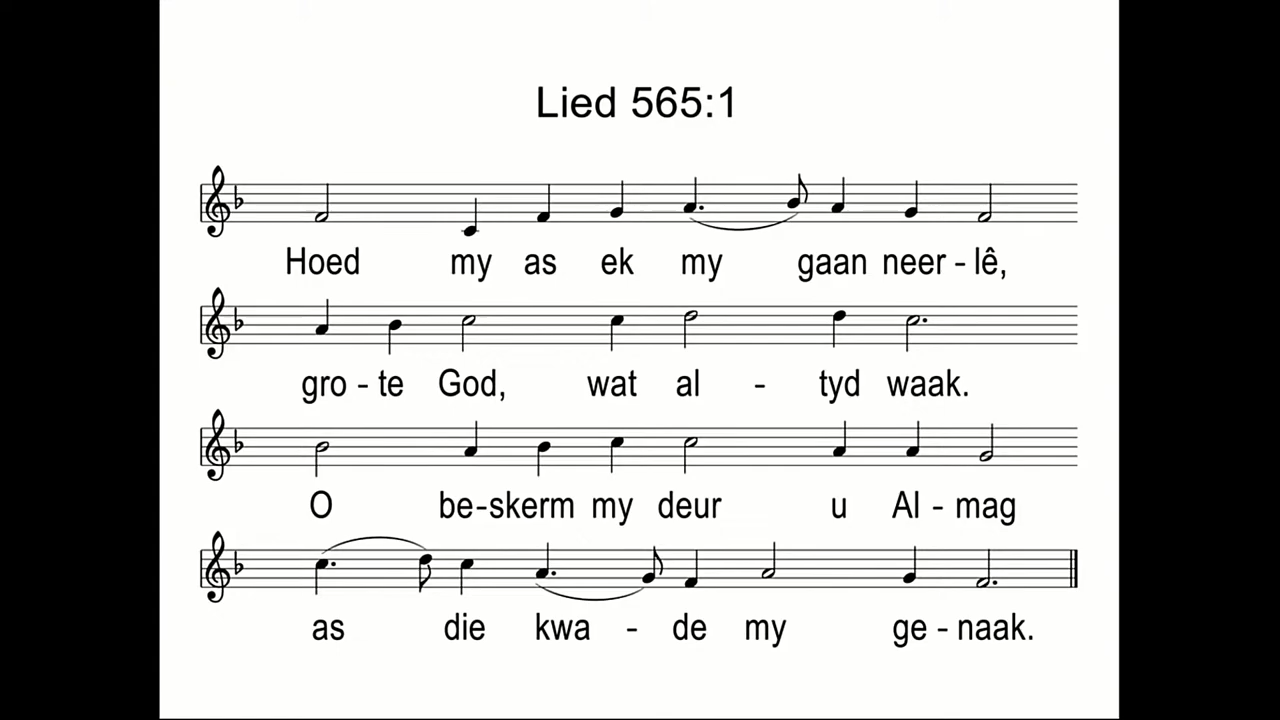 Lied 565:1
Hoed my as ek my gaan neer - lê,
gro - te God, wat al - tyd waak.
O be-skerm my deur u Al - mag
as die kwa - de my ge - naak.